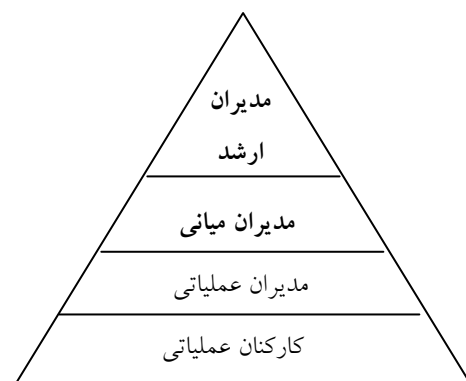 مدیران
ارشد
مدیران میانی
مدیران عملیاتی
کارکنان عملیاتی